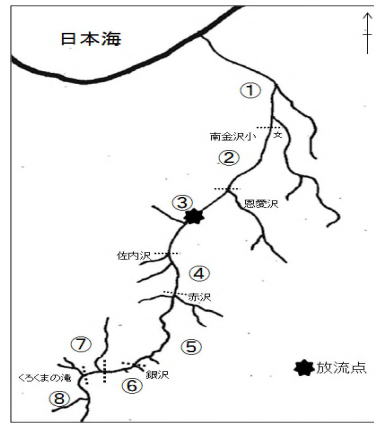 日本海
①
南金沢小
文
②
恩愛沢
③
佐内沢
④
赤沢
⑤
⑦
放流点
くろくまの滝
⑥
銀沢
⑧